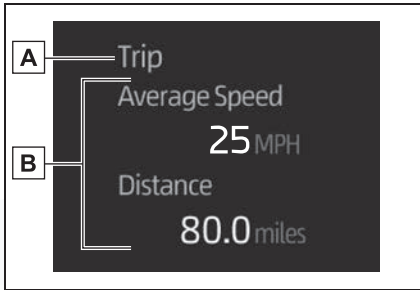 A
Trip
Average Speed
25 MPH
B
Distance
80.0 miles